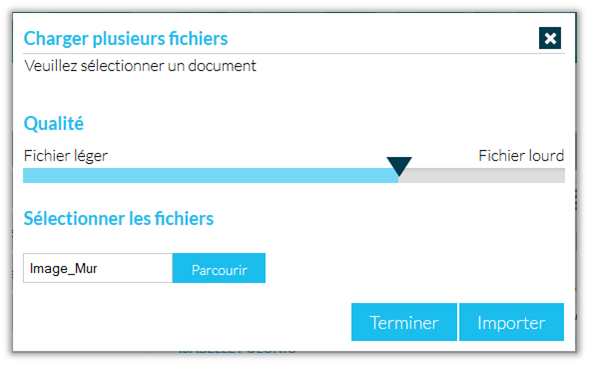 Charger plusieurs fichiers
Veuillez sélectionner un document
Qualité
Fichier léger Fichier lourd
Sélectionner les fichiers
Image_Mur Parcourir
Terminer Importer